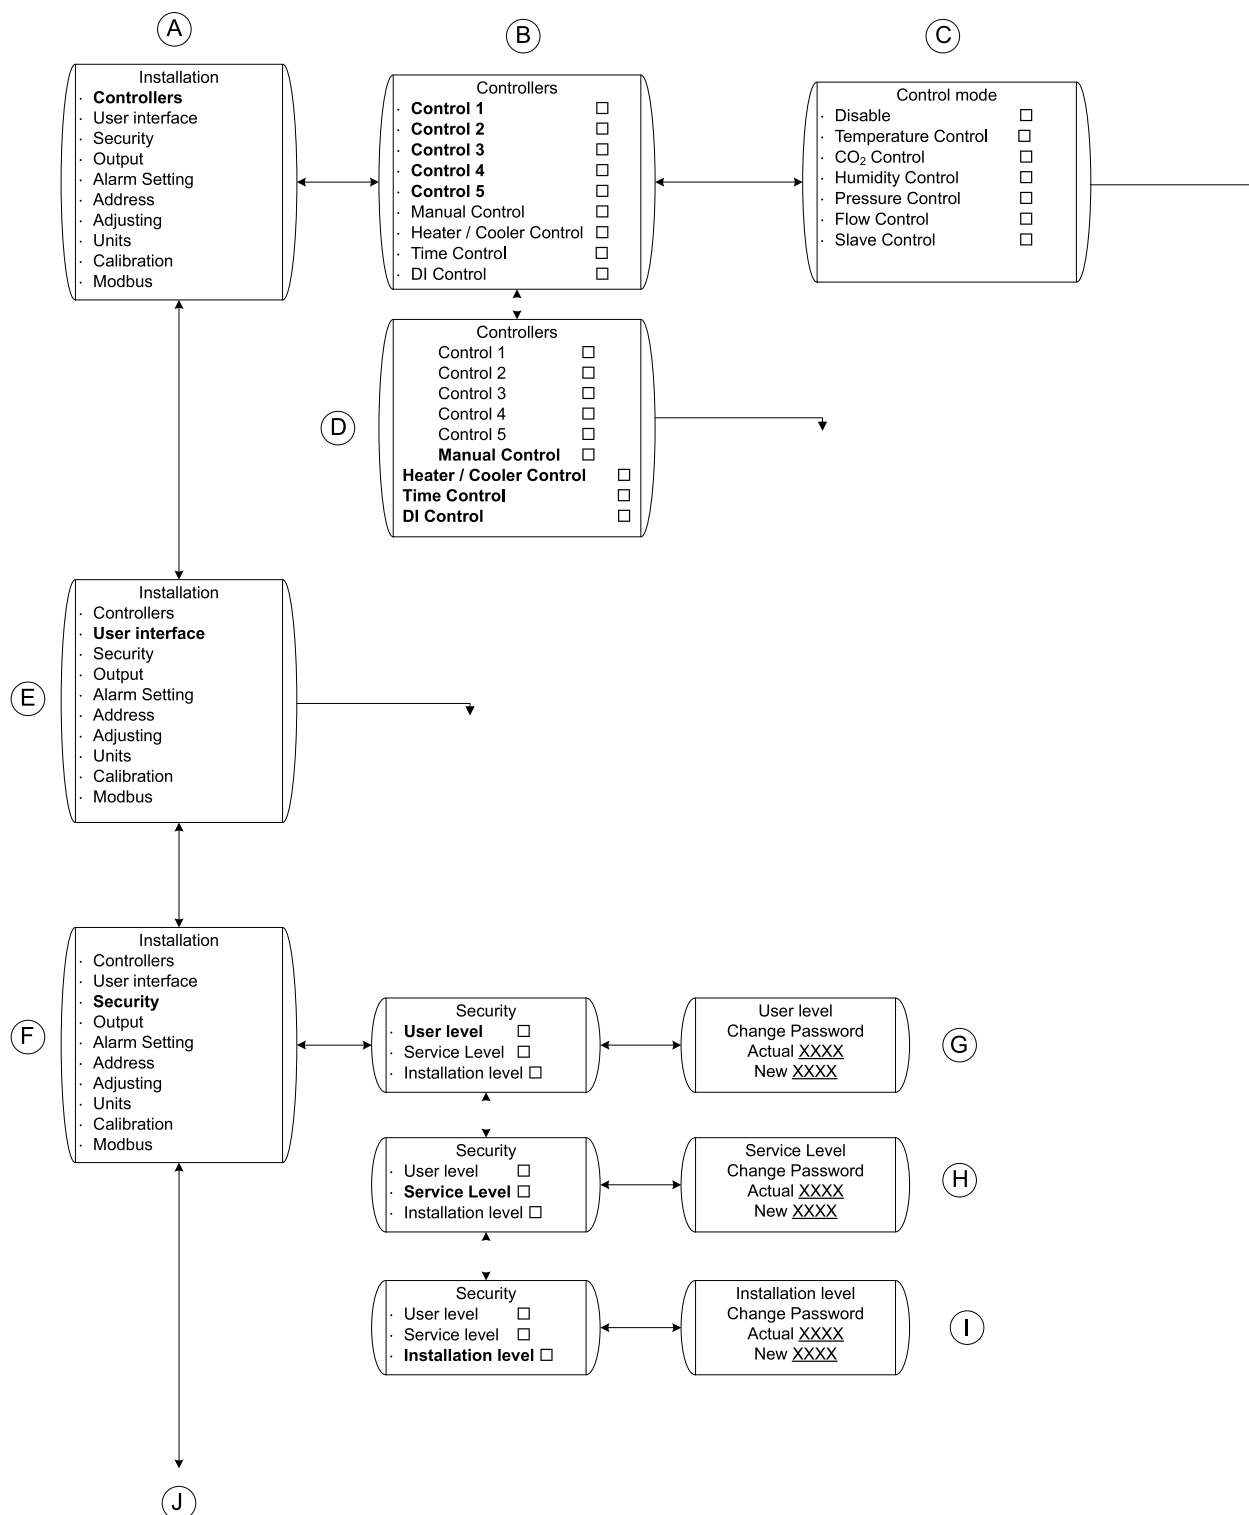 A
B
C
Installation
· Controllers
· User interface
· Security
· Output
· Alarm Setting
· Address
· Adjusting
· Units
· Calibration
· Modbus
Controllers
· Control 1 □
· Control 2 □
· Control 3 □
· Control 4 □
· Control 5 □
· Manual Control □
· Heater / Cooler Control □
· Time Control □
· DI Control □
Control mode
· Disable □
· Temperature Control □
· CO₂ Control □
· Humidity Control □
· Pressure Control □
· Flow Control □
· Slave Control □
D
Controllers
Control 1 □
Control 2 □
Control 3 □
Control 4 □
Control 5 □
Manual Control □
Heater / Cooler Control □
Time Control □
DI Control □
E
Installation
· Controllers
· User interface
· Security
· Output
· Alarm Setting
· Address
· Adjusting
· Units
· Calibration
· Modbus
F
Installation
· Controllers
· User interface
· Security
· Output
· Alarm Setting
· Address
· Adjusting
· Units
· Calibration
· Modbus
Security
· User level □
· Service Level □
· Installation level □
User level
Change Password
Actual XXXX
New XXXX
G
Security
· User level □
· Service Level □
· Installation level □
Service Level
Change Password
Actual XXXX
New XXXX
H
Security
· User level □
· Service level □
· Installation level □
Installation level
Change Password
Actual XXXX
New XXXX
I
J